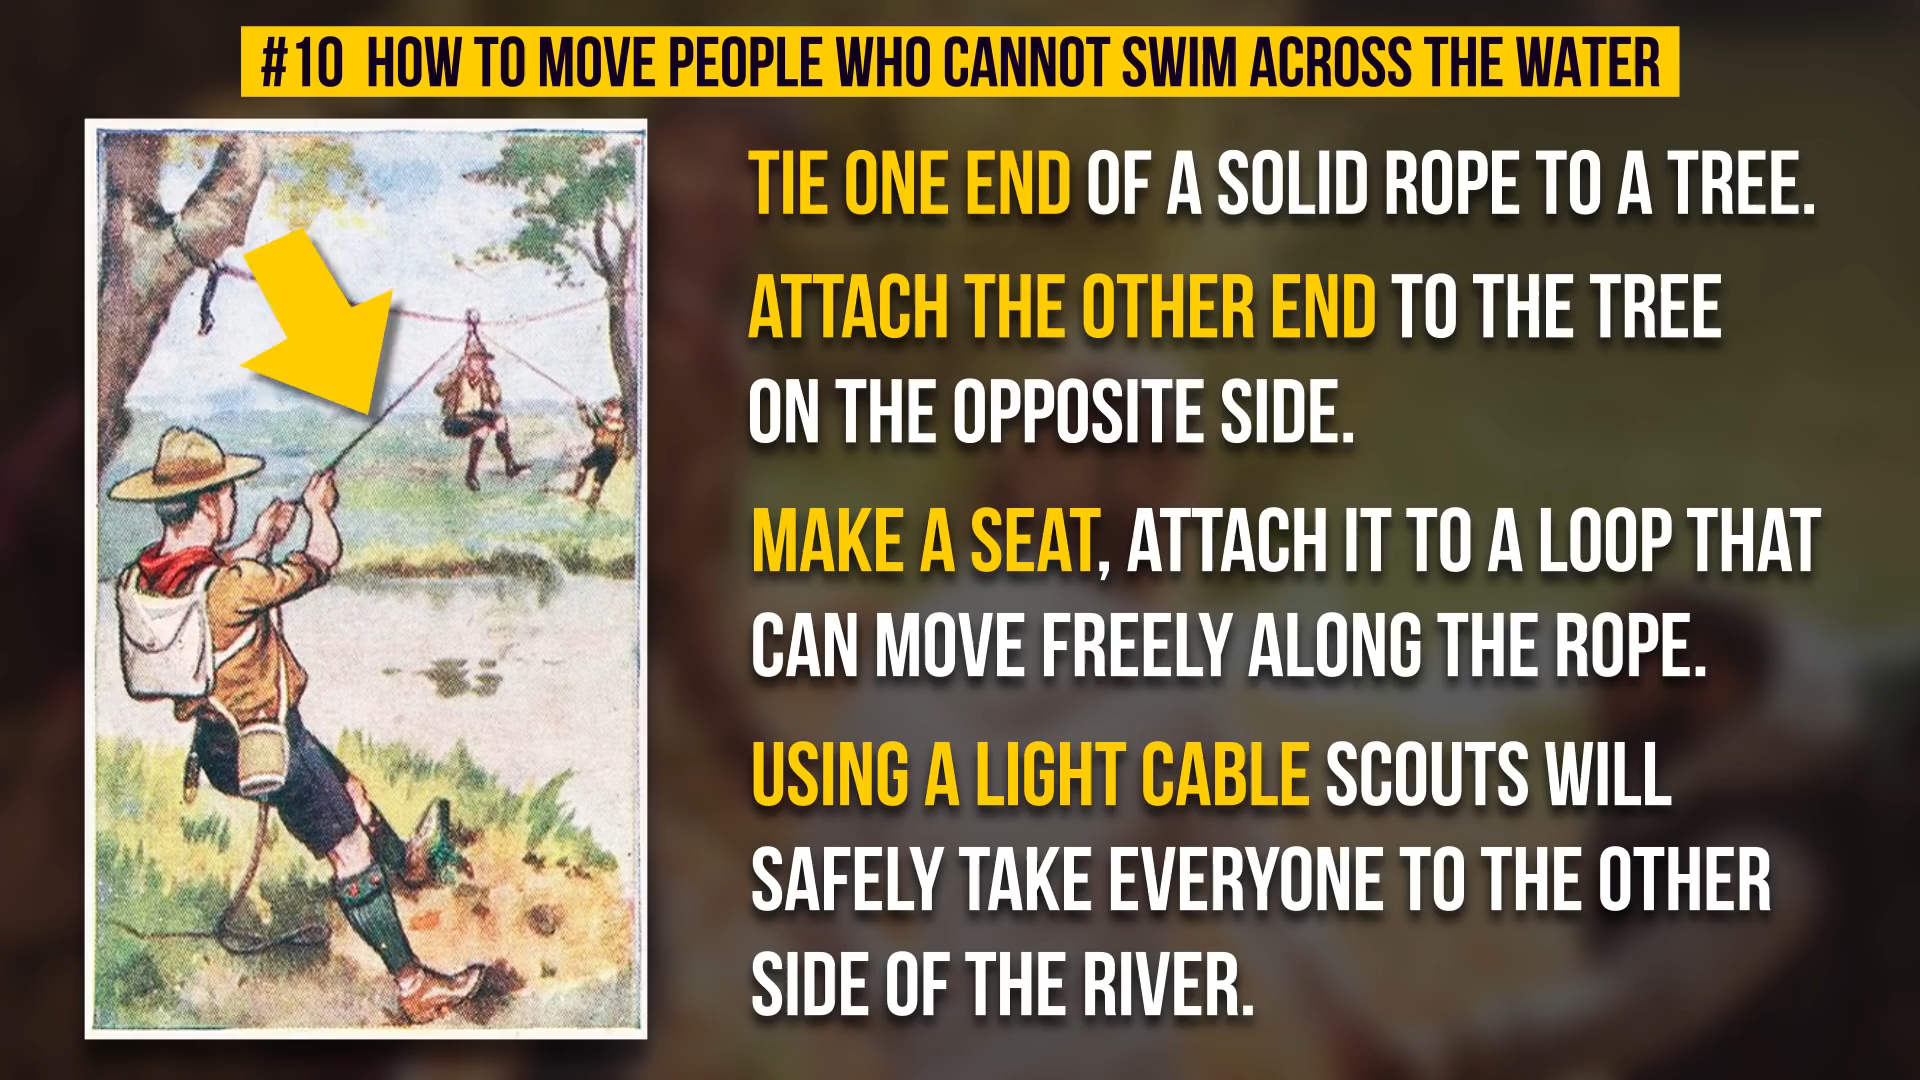 #10 HOW TO MOVE PEOPLE WHO CANNOT SWIM ACROSS THE WATER
TIE ONE END OF A SOLID ROPE TO A TREE.
ATTACH THE OTHER END TO THE TREE
ON THE OPPOSITE SIDE.
MAKE A SEAT, ATTACH IT TO A LOOP THAT
CAN MOVE FREELY ALONG THE ROPE.
USING A LIGHT CABLE SCOUTS WILL
SAFELY TAKE EVERYONE TO THE OTHER
SIDE OF THE RIVER.